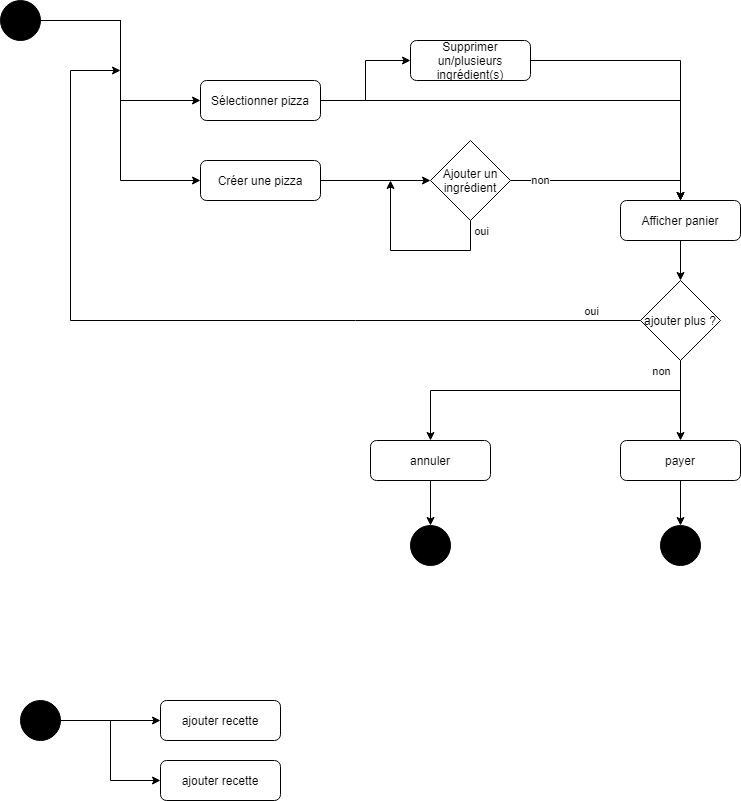 Supprimer
un/plusieurs
ingrédient(s)
Sélectionner pizza
Créer une pizza
Ajouter un
ingrédient
non
oui
Afficher panier
oui
ajouter plus ?
non
annuler
payer
ajouter recette
ajouter recette